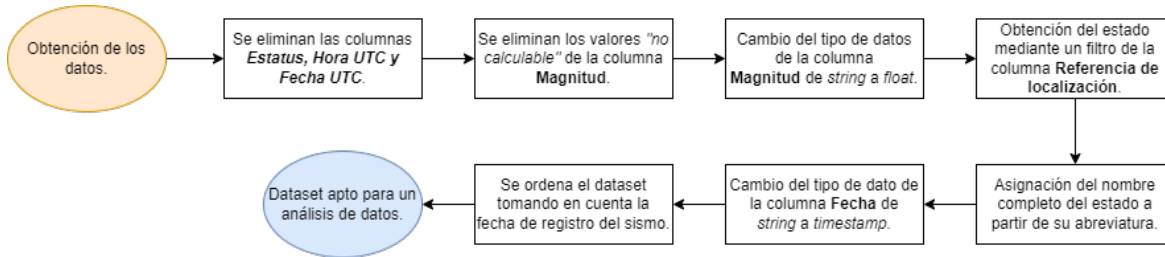 Obtención de los
datos.
Se eliminan las columnas
Estatus, Hora UTC y
Fecha UTC.
Se eliminan los valores "no
calculable" de la columna
Magnitud.
Cambio del tipo de datos
de la columna
Magnitud de string a float.
Obtención del estado
mediante un filtro de la
columna Referencia de
localización.
Asignación del nombre
completo del estado a
partir de su abreviatura.
Cambio del tipo de dato de
la columna Fecha de
string a timestamp.
Se ordena el dataset
tomando en cuenta la
fecha de registro del sismo.
Dataset apto para un
análisis de datos.